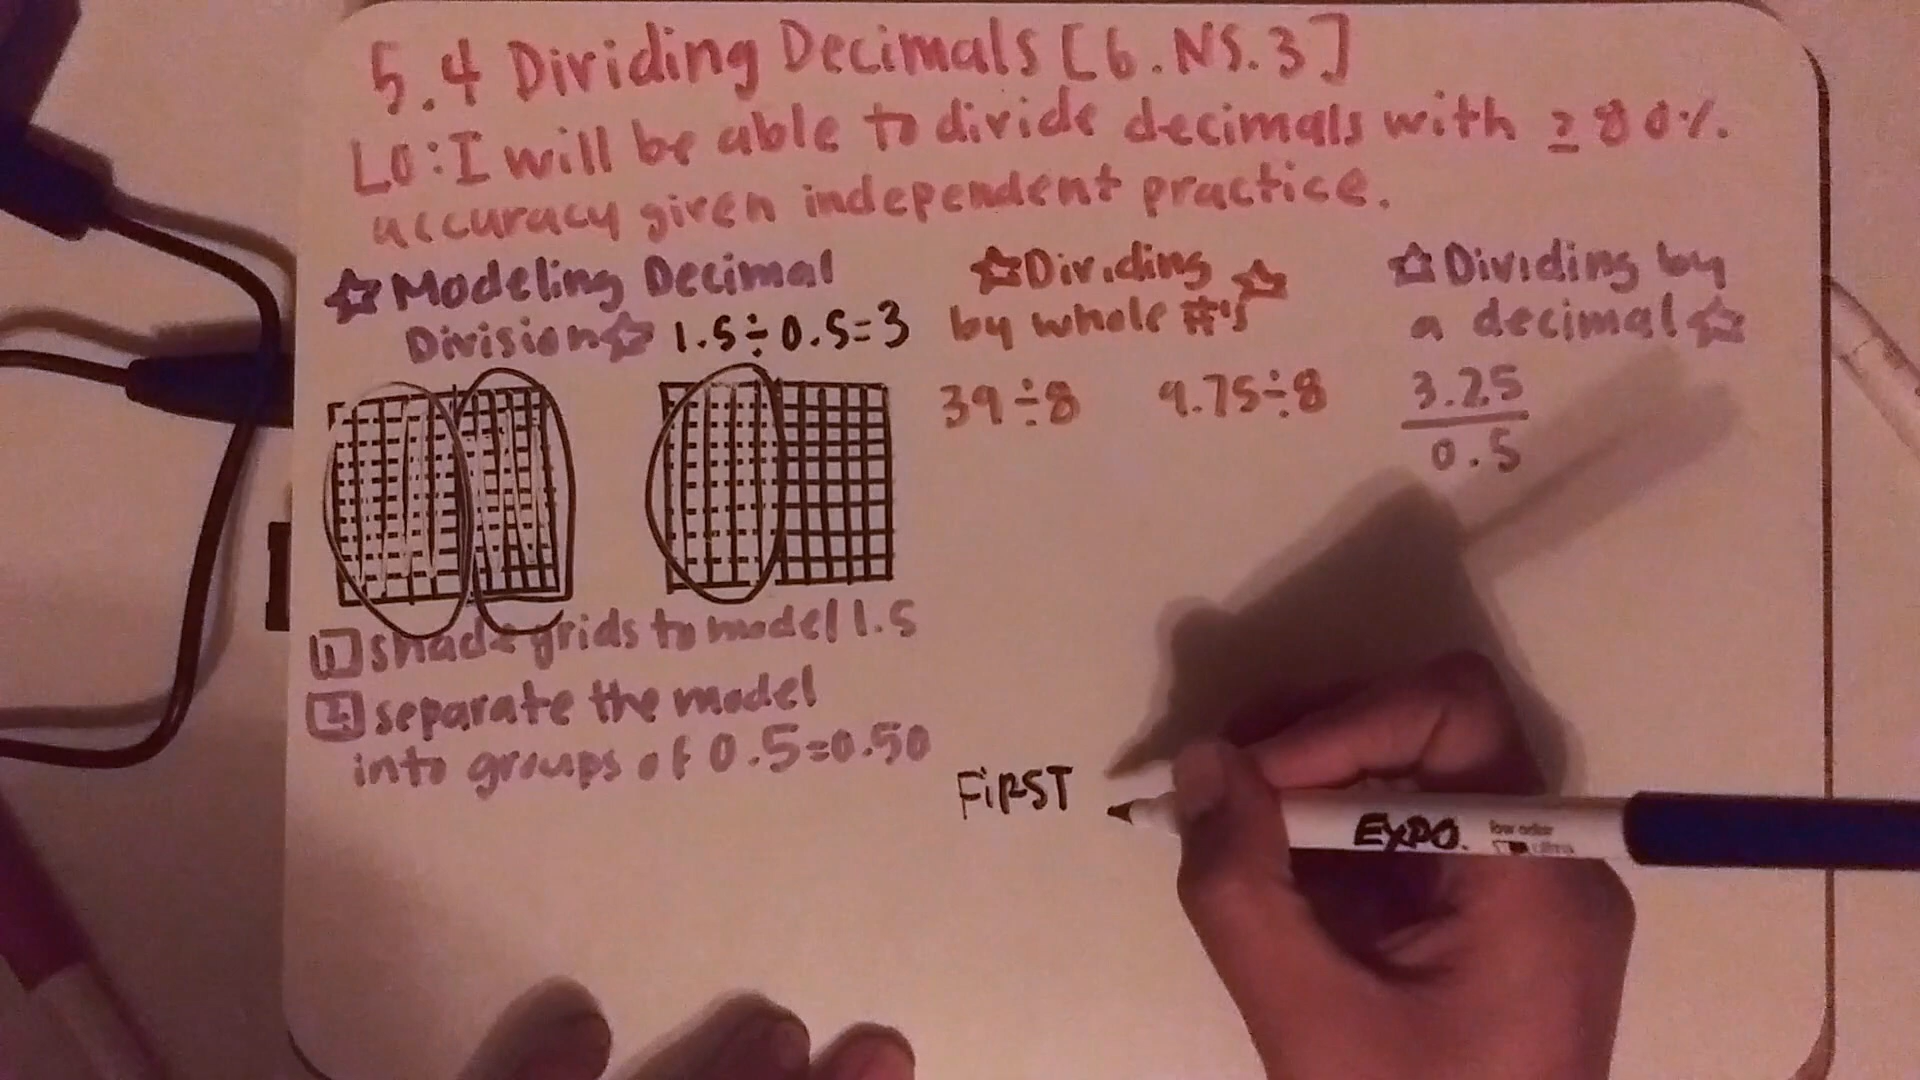 5.4 Dividing Decimals [6.NS.3]
LO: I will be able to divide decimals with ≥80%
accuracy given independent practice.
☆Modeling Decimal
Division☆ 1.5÷0.5=3
1 shade grids to model 1.5
2 separate the model
into groups of 0.5=0.50
☆Dividing☆
by whole #'s
39÷8 9.75÷8
FiRST
☆Dividing by
a decimal☆
3.25
0.5
EXPO. low odor
ultra